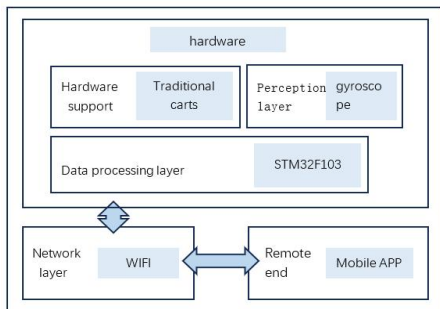 hardware
Hardware
support
Traditional
carts
Perception
layer
gyrosco
pe
Data processing layer
STM32F103
Network
layer
WIFI
Remote
end
Mobile APP